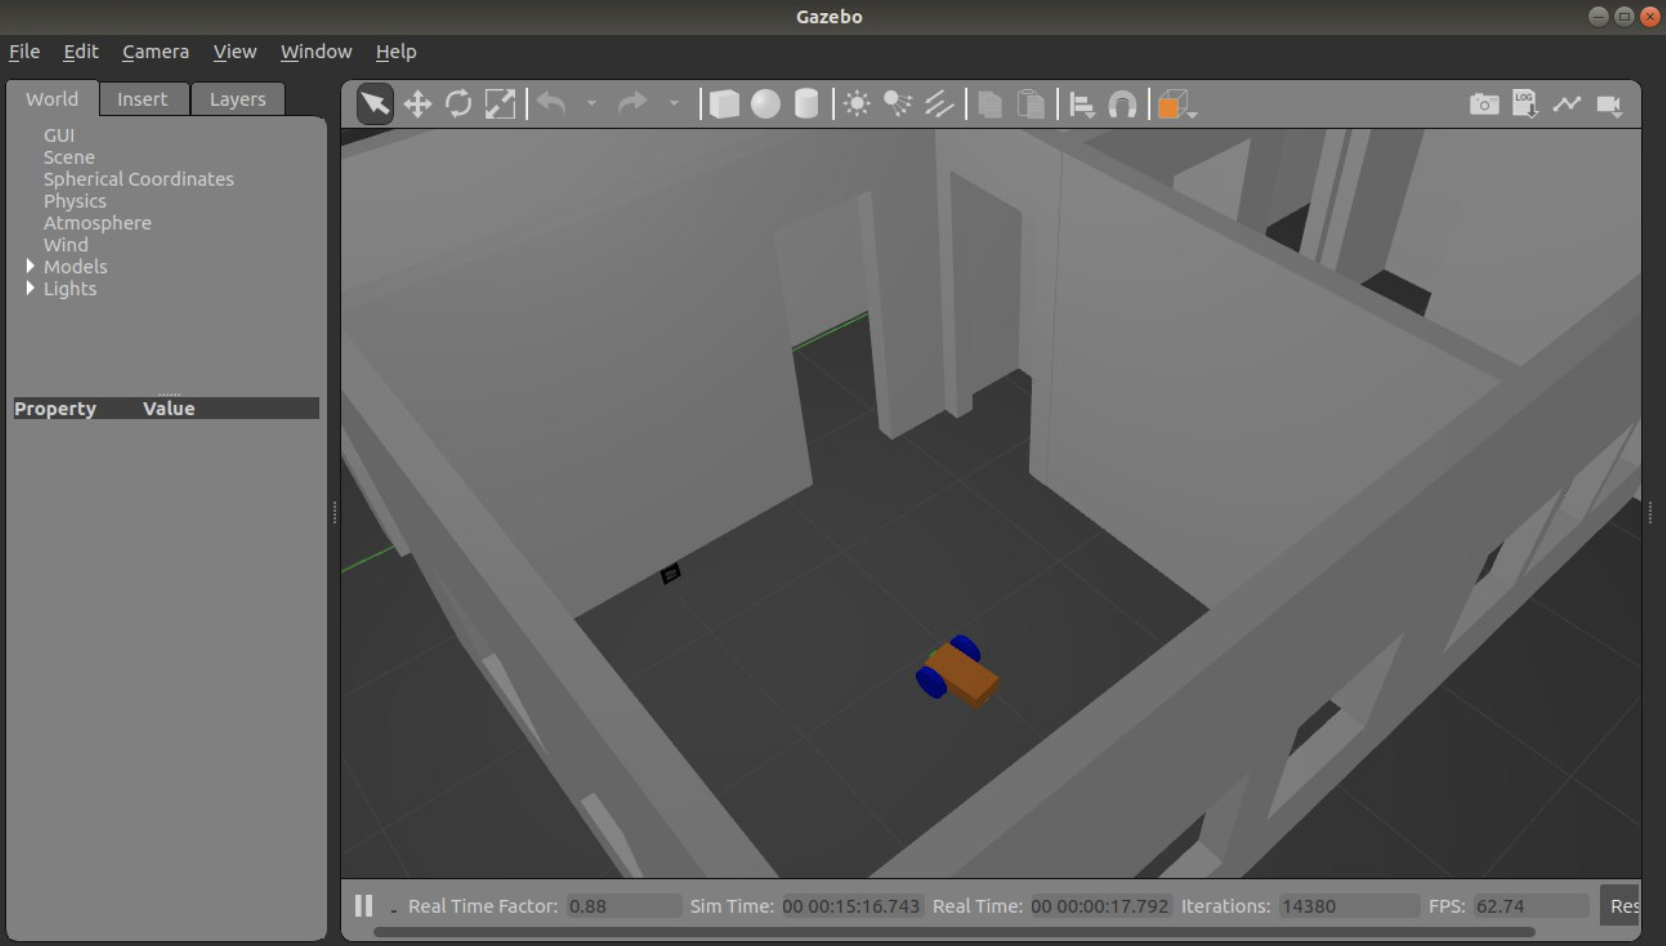 Gazebo
File Edit Camera View Window Help
World Insert Layers
LOG
GUI
Scene
Spherical Coordinates
Physics
Atmosphere
Wind
Models
Lights
Property Value
Real Time Factor: 0.88 Sim Time: 00 00:15:16.743 Real Time: 00 00:00:17.792 Iterations: 14380 FPS: 62.74 Res